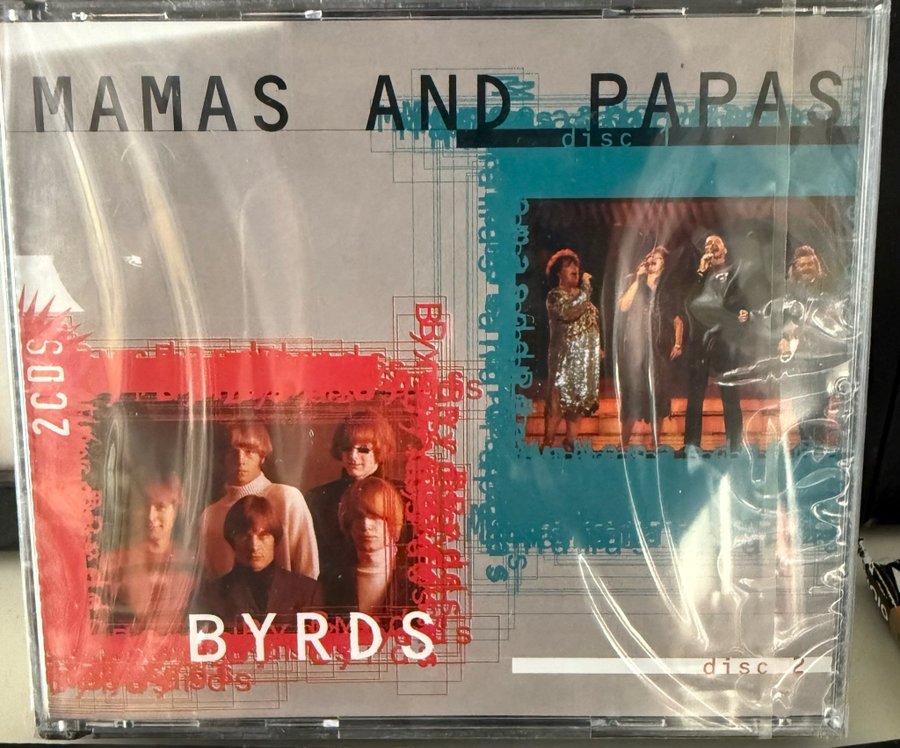 MAMAS AND PAPAS
disc 1
2CDS
BYRDS
disc 2